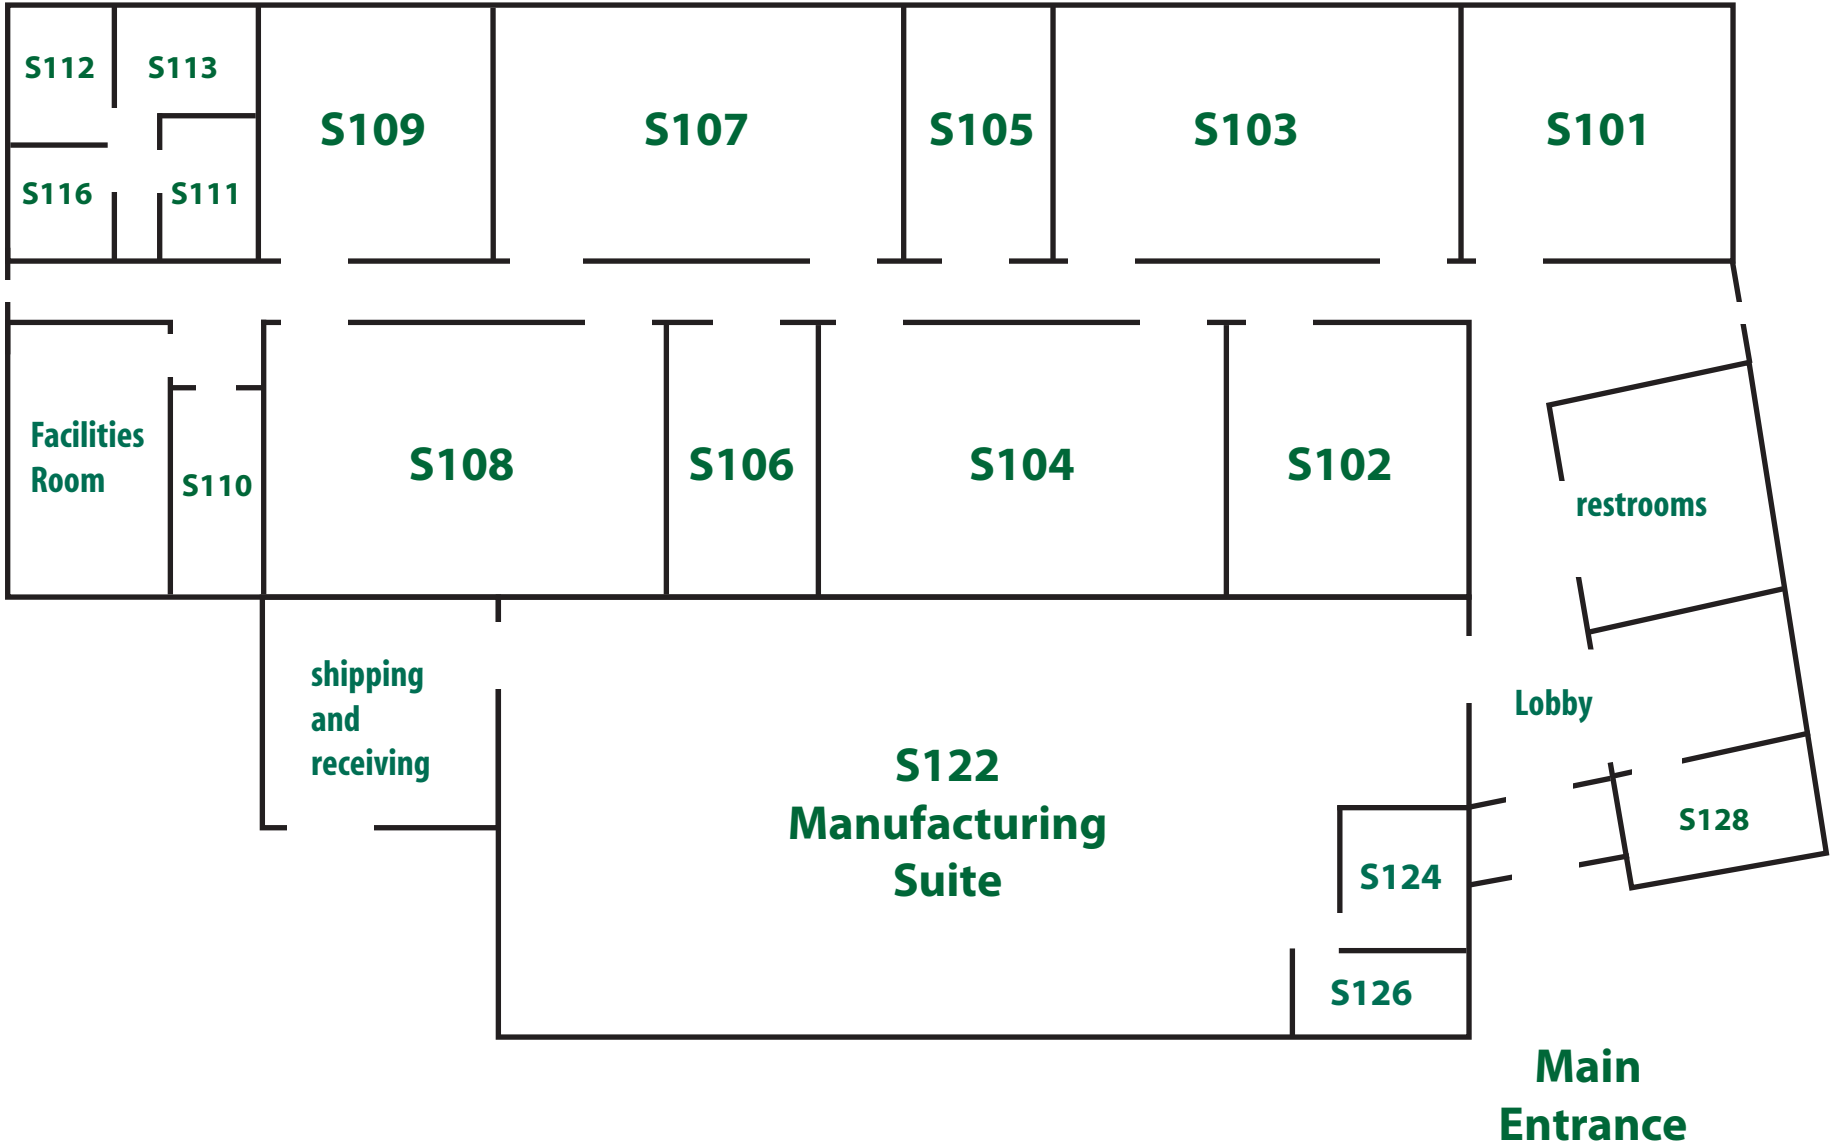 S112
S113
S109
S107
S105
S103
S101
S116
S111
Facilities
Room
S110
S108
S106
S104
S102
restrooms
shipping
and
receiving
Lobby
S122
Manufacturing
Suite
S128
S124
S126
Main
Entrance